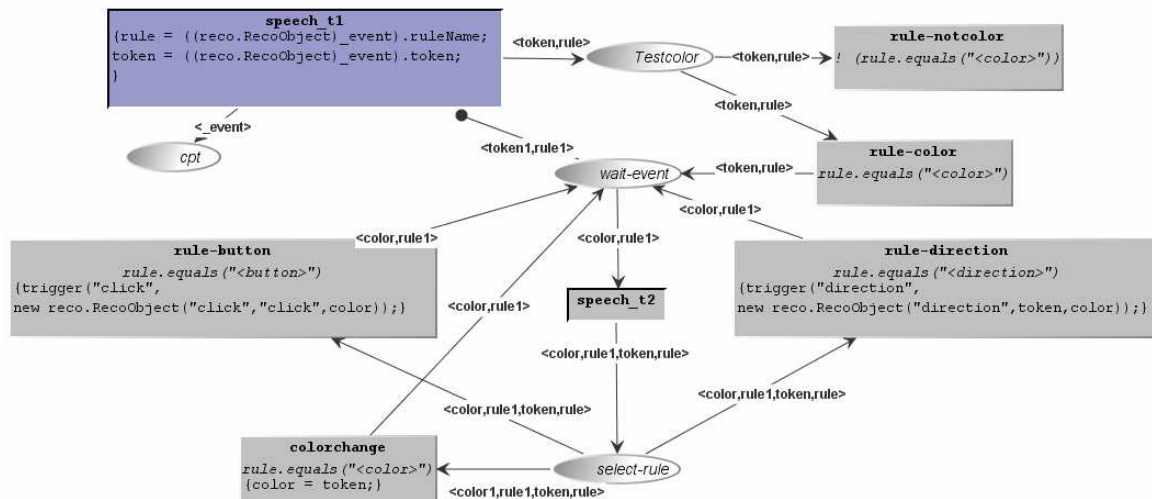 speech_t1
{rule = ((reco.RecoObject)_event).ruleName;
token = ((reco.RecoObject)_event).token;
}
<token,rule>
Testcolor
<token,rule>
rule-notcolor
! (rule.equals("<color>"))
<_event>
cpt
<token1,rule1>
<token,rule>
wait-event
<token,rule>
rule-color
rule.equals("<color>")
<color,rule1>
<color,rule1>
<color,rule1>
rule-button
rule.equals("<button>")
{trigger("click",
new reco.RecoObject("click","click",color));}
rule-direction
rule.equals("<direction>")
{trigger("direction",
new reco.RecoObject("direction",token,color));}
<color,rule1>
speech_t2
<color,rule1,token,rule>
<color,rule1,token,rule>
<color,rule1,token,rule>
colorchange
rule.equals("<color>")
{color = token;}
select-rule
<color1,rule1,token,rule>